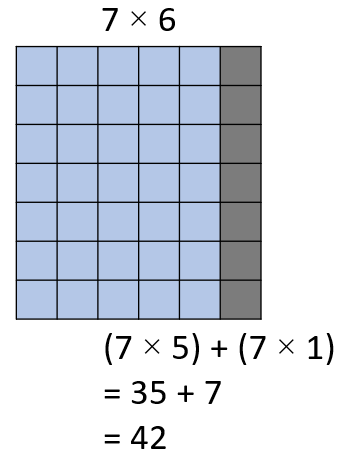 7 × 6
(7 × 5) + (7 × 1)
= 35 + 7
= 42